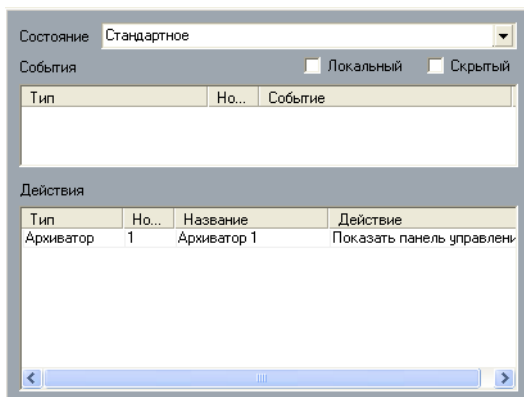 Состояние Стандартное
События Локальный Скрытый
Тип Но... Событие
Действия
Тип Но... Название Действие
Архиватор 1 Архиватор 1 Показать панель управлени